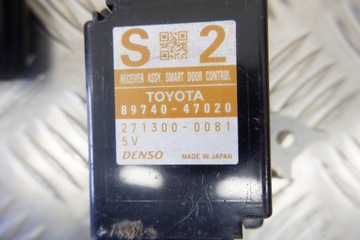 S 2
RECEIVER ASSY, SMART DOOR CONTROL
TOYOTA
89740-47020
271300-0081
5V
DENSO MADE IN JAPAN